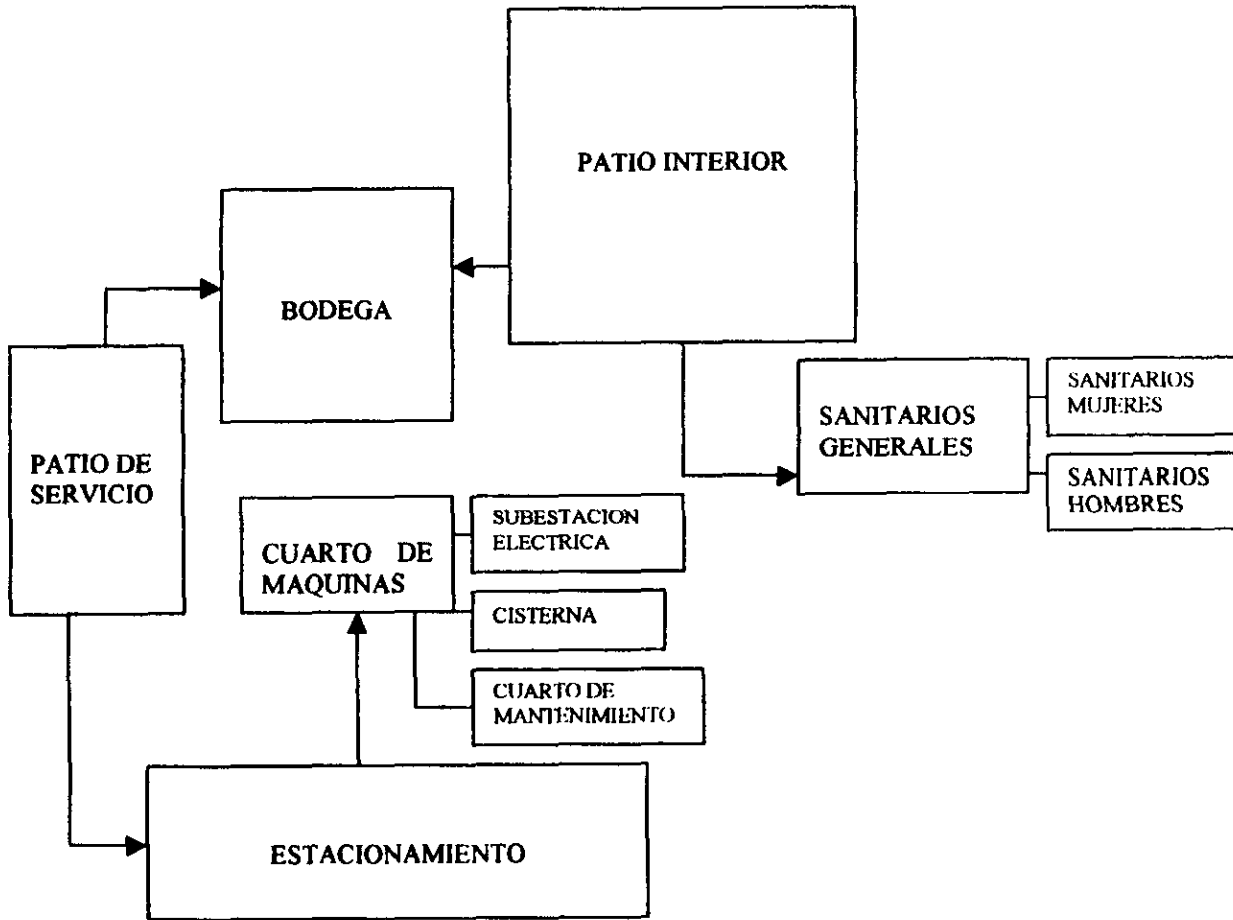 PATIO INTERIOR
BODEGA
PATIO DE
SERVICIO
SANITARIOS
GENERALES
SANITARIOS
MUJERES
SANITARIOS
HOMBRES
CUARTO DE
MAQUINAS
SUBESTACION
ELECTRICA
CISTERNA
CUARTO DE
MANTENIMIENTO
ESTACIONAMIENTO